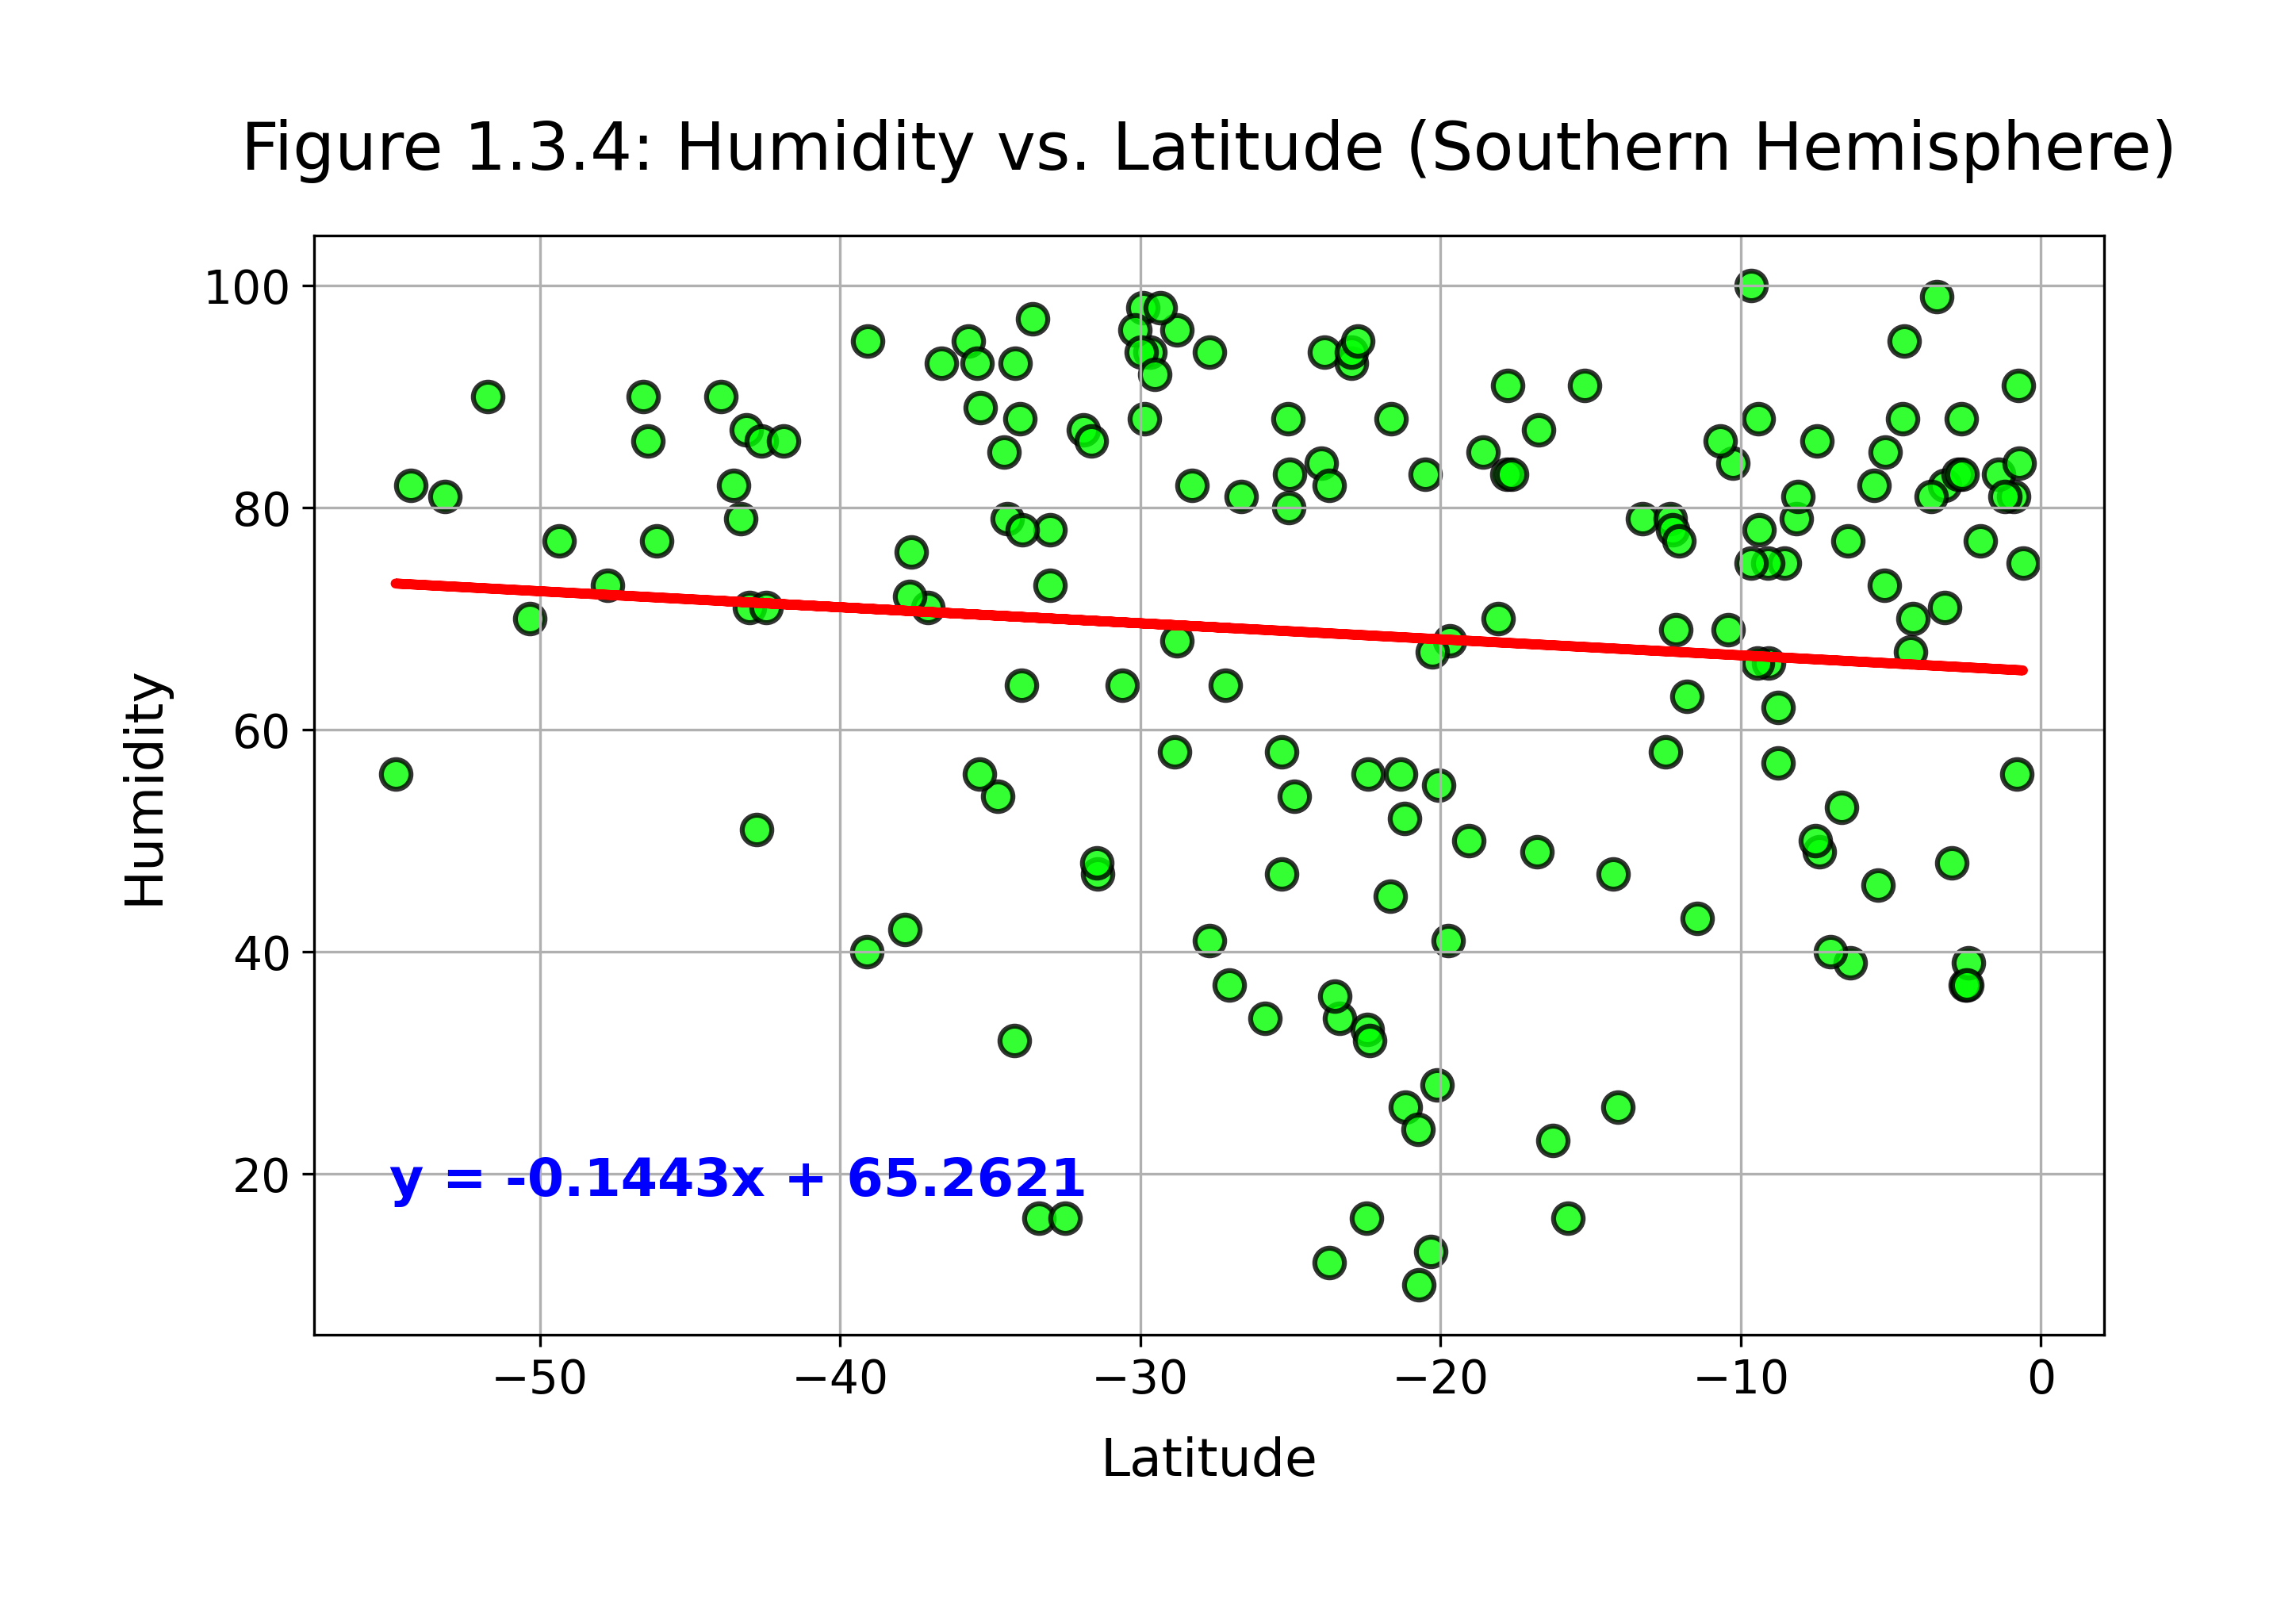 Figure 1.3.4: Humidity vs. Latitude (Southern Hemisphere)
100
80
60
40
20
Humidity
y = -0.1443x + 65.2621
−50 −40 −30 −20 −10 0
Latitude